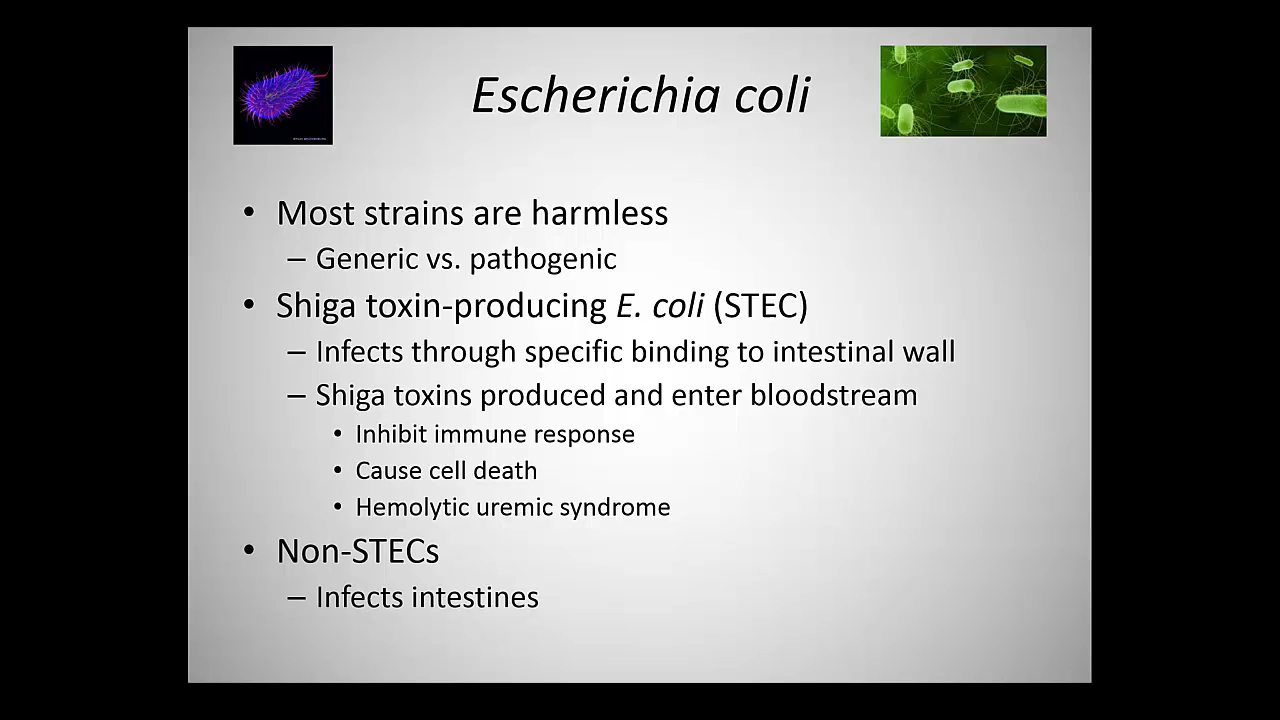 Escherichia coli
• Most strains are harmless
– Generic vs. pathogenic
• Shiga toxin-producing E. coli (STEC)
– Infects through specific binding to intestinal wall
– Shiga toxins produced and enter bloodstream
• Inhibit immune response
• Cause cell death
• Hemolytic uremic syndrome
• Non-STECs
– Infects intestines